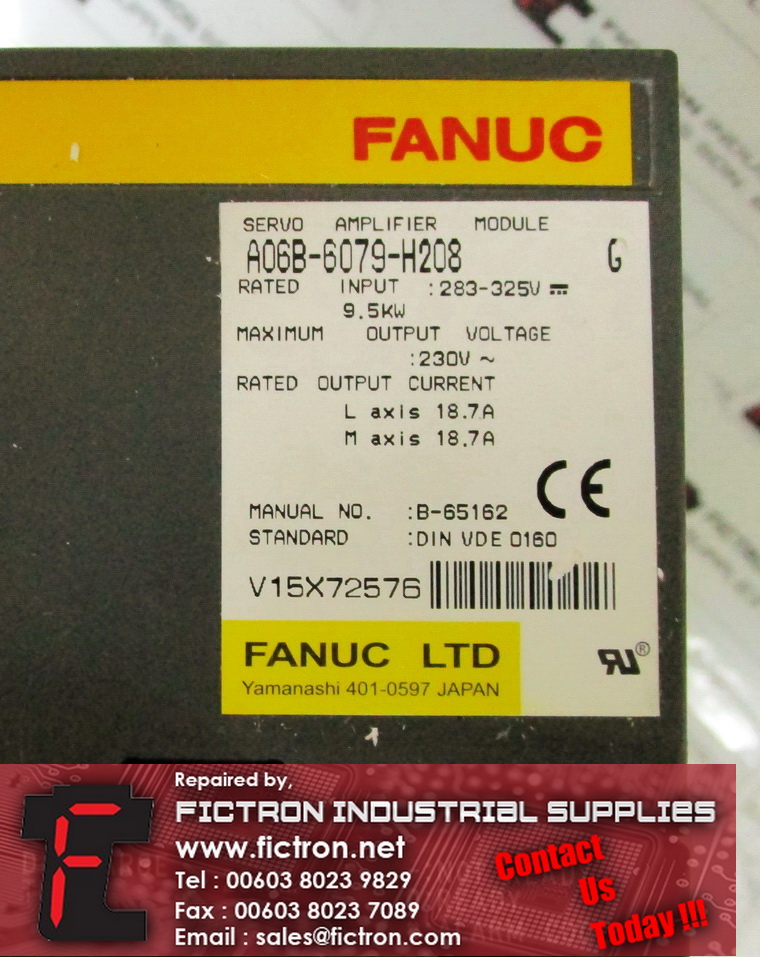 FANUC
SERVO AMPLIFIER MODULE
A06B-6079-H208 G
RATED INPUT :283-325V ⎓
9.5KW
MAXIMUM OUTPUT VOLTAGE
:230V ~
RATED OUTPUT CURRENT
L axis 18.7A
M axis 18.7A
CE
MANUAL NO. :B-65162
STANDARD :DIN VDE 0160
V15X72576
FANUC LTD
Yamanashi 401-0597 JAPAN
RU®
Repaired by,
FICTRON INDUSTRIAL SUPPLIES
www.fictron.net
Tel : 00603 8023 9829
Fax : 00603 8023 7089
Email : sales@fictron.com
Contact
Us
Today !!!